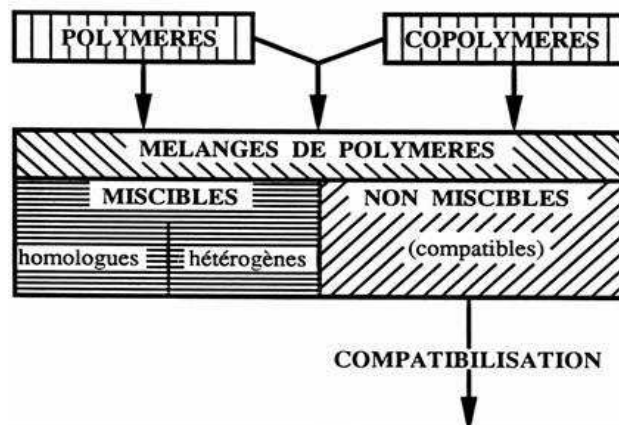 POLYMERES
COPOLYMERES
MELANGES DE POLYMERES
MISCIBLES
NON MISCIBLES
homologues
hétérogènes
(compatibles)
COMPATIBILISATION